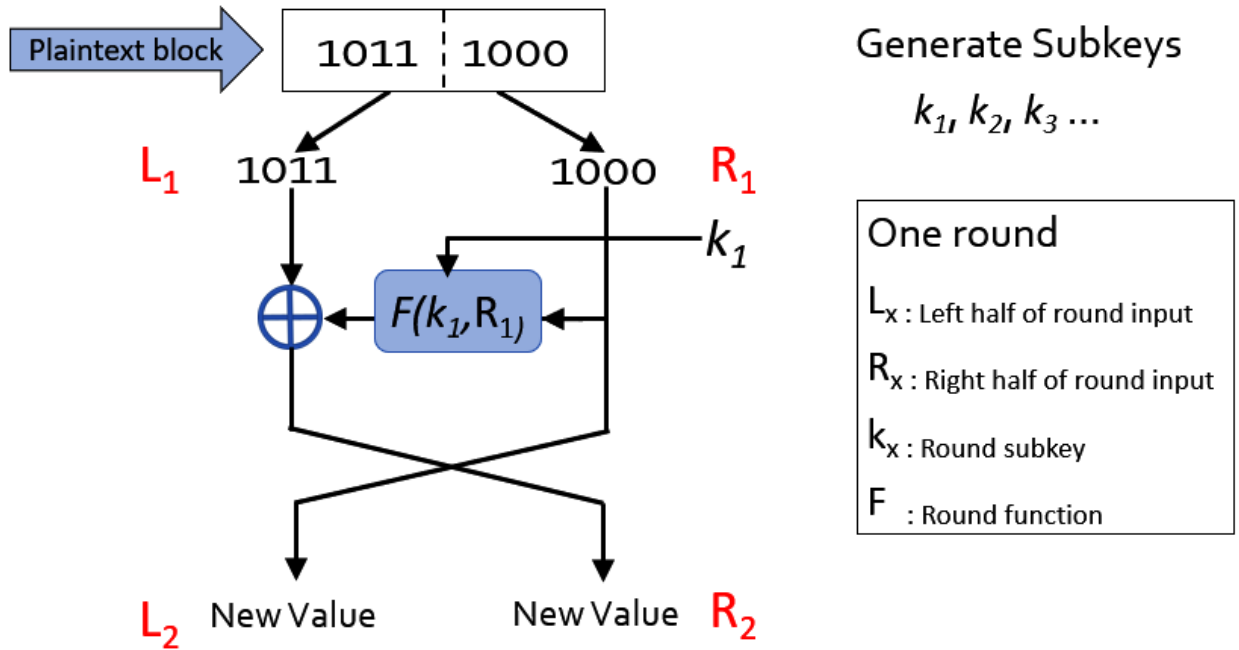 Plaintext block
1011 1000
Generate Subkeys
k₁, k₂, k₃ ...
L₁ 1011 1000 R₁
k₁
F(k₁,R₁)
One round
Lₓ : Left half of round input
Rₓ : Right half of round input
kₓ : Round subkey
F : Round function
L₂ New Value New Value R₂